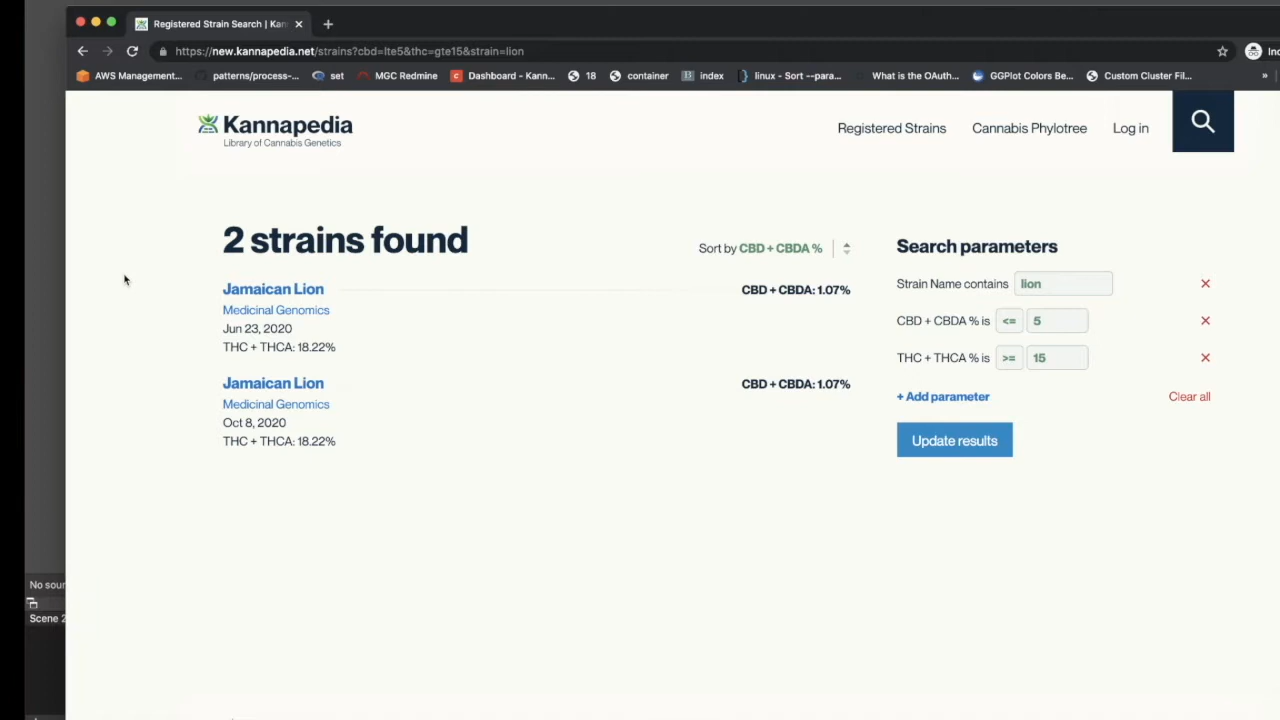 Registered Strain Search | Kan
https://new.kannapedia.net/strains?cbd=lte5&thc=gte15&strain=lion
AWS Management... patterns/process-... set MGC Redmine Dashboard - Kann... 18 container index linux - Sort --para... What is the OAuth... GGPlot Colors Be... Custom Cluster Fil... »
Kannapedia
Library of Cannabis Genetics
Registered Strains Cannabis Phylotree Log in
2 strains found
Sort by CBD + CBDA %
Jamaican Lion CBD + CBDA: 1.07%
Medicinal Genomics
Jun 23, 2020
THC + THCA: 18.22%
Jamaican Lion CBD + CBDA: 1.07%
Medicinal Genomics
Oct 8, 2020
THC + THCA: 18.22%
Search parameters
Strain Name contains lion
CBD + CBDA % is <= 5
THC + THCA % is >= 15
+ Add parameter Clear all
Update results
No sour
Scene 2